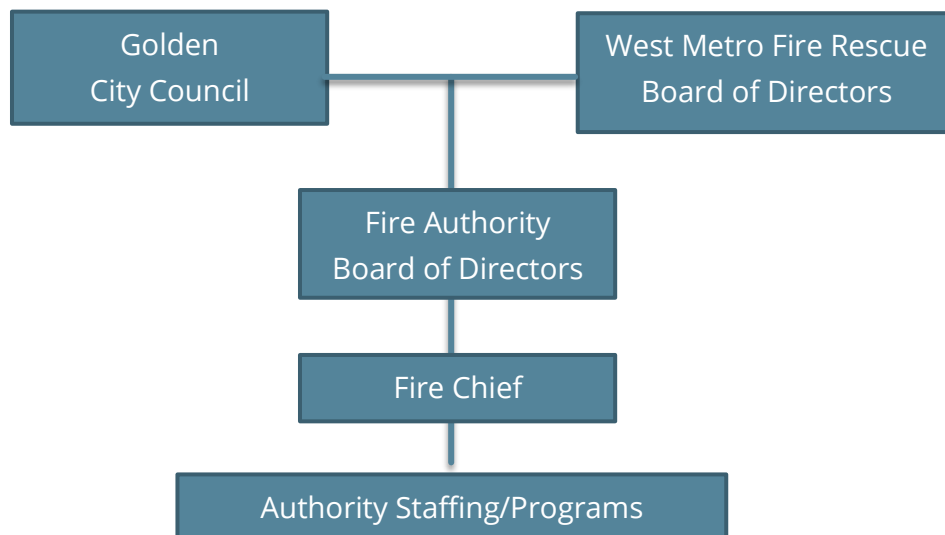 Golden
City Council
West Metro Fire Rescue
Board of Directors
Fire Authority
Board of Directors
Fire Chief
Authority Staffing/Programs